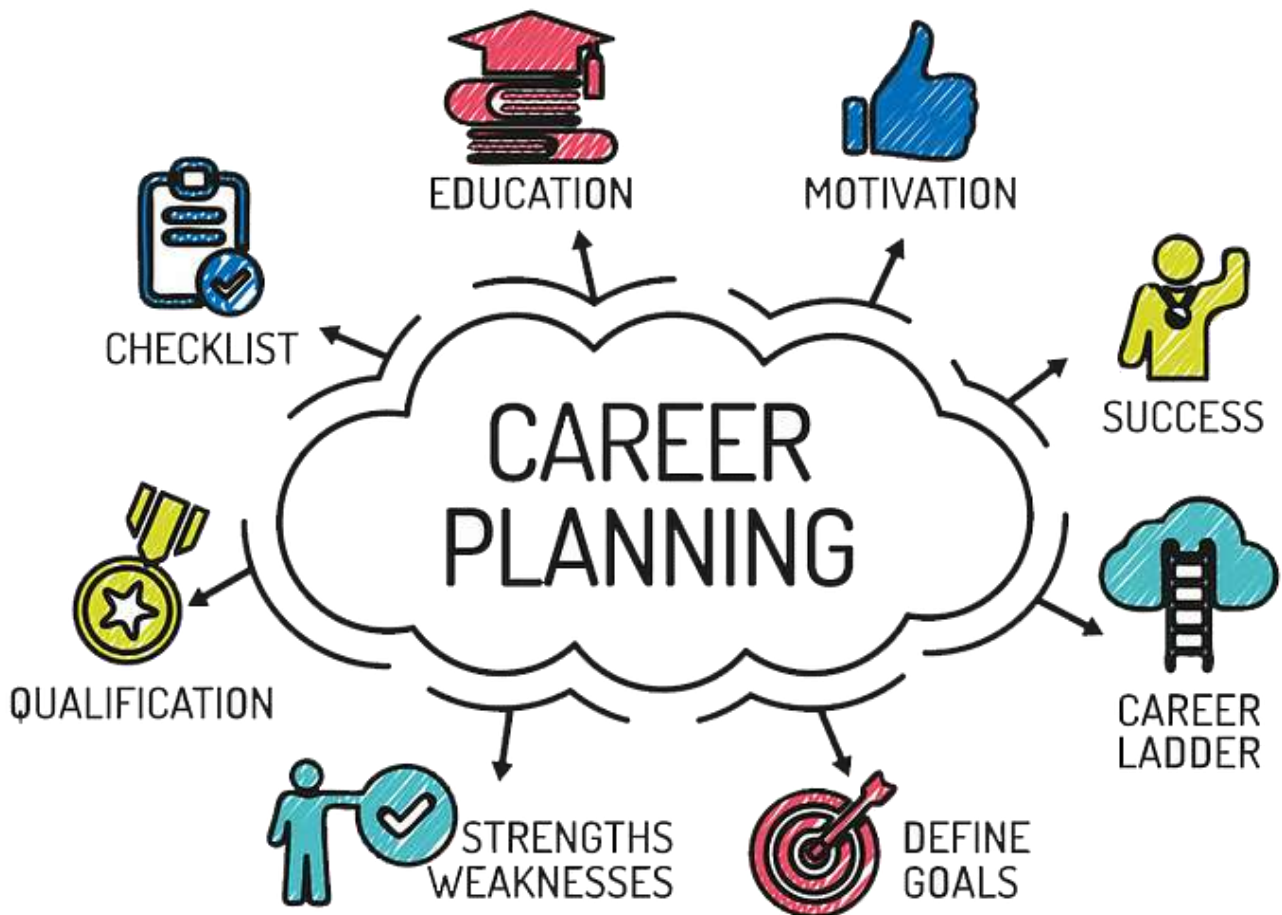 EDUCATION
MOTIVATION
CHECKLIST
SUCCESS
CAREER
PLANNING
QUALIFICATION
CAREER
LADDER
STRENGTHS
WEAKNESSES
DEFINE
GOALS